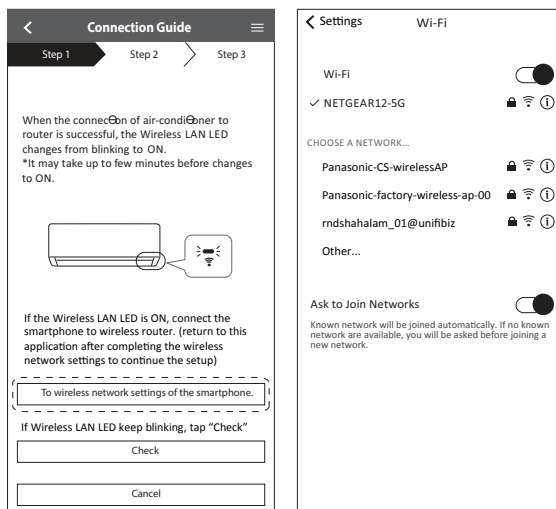 Connection Guide
Step 1
Step 2
Step 3
When the connecƟon of air-condiƟoner to
router is successful, the Wireless LAN LED
changes from blinking to ON.
*It may take up to few minutes before changes
to ON.
If the Wireless LAN LED is ON, connect the
smartphone to wireless router. (return to this
application after completing the wireless
network settings to continue the setup)
To wireless network settings of the smartphone.
If Wireless LAN LED keep blinking, tap “Check”
Check
Cancel
Settings
Wi-Fi
Wi-Fi
NETGEAR12-5G
CHOOSE A NETWORK...
Panasonic-CS-wirelessAP
Panasonic-factory-wireless-ap-00
rndshahalam_01@unifibiz
Other...
Ask to Join Networks
Known network will be joined automatically. If no known
network are available, you will be asked before joining a
new network.